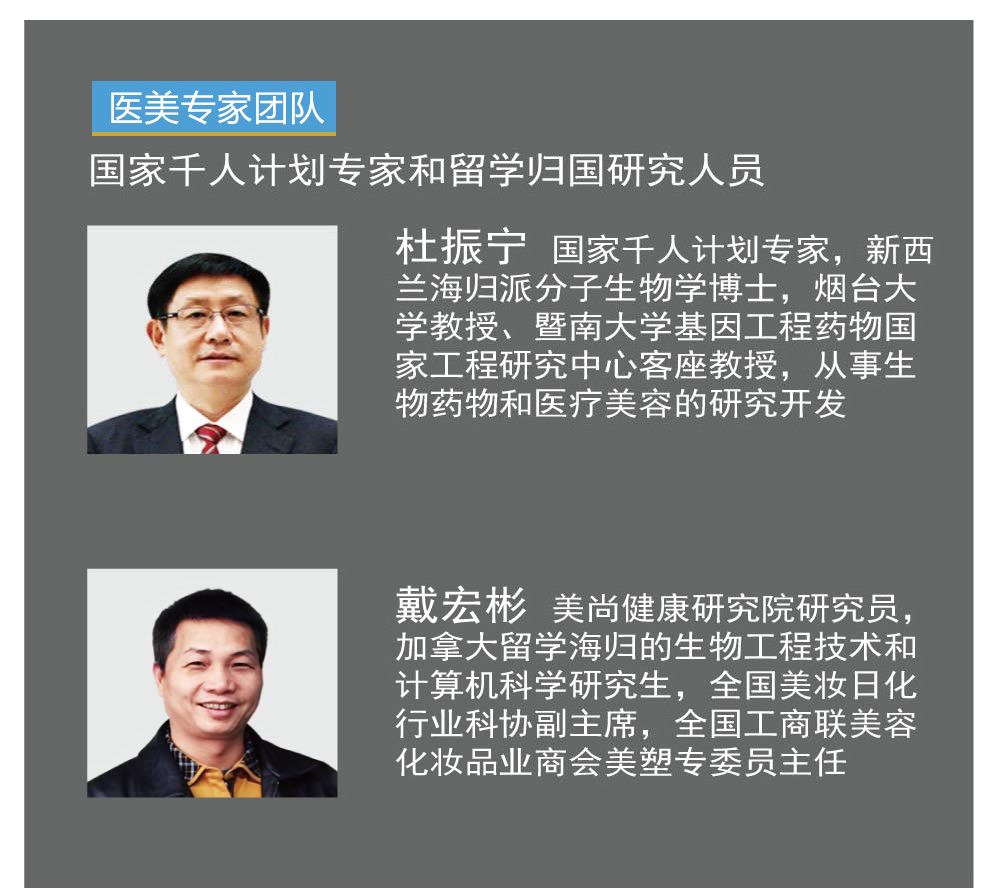 医美专家团队
国家千人计划专家和留学归国研究人员
杜振宁 国家千人计划专家，新西
兰海归派分子生物学博士，烟台大
学教授、暨南大学基因工程药物国
家工程研究中心客座教授，从事生
物药物和医疗美容的研究开发
戴宏彬 美尚健康研究院研究员，
加拿大留学海归的生物工程技术和
计算机科学研究生，全国美妆日化
行业科协副主席，全国工商联美容
化妆品业商会美塑专委员主任